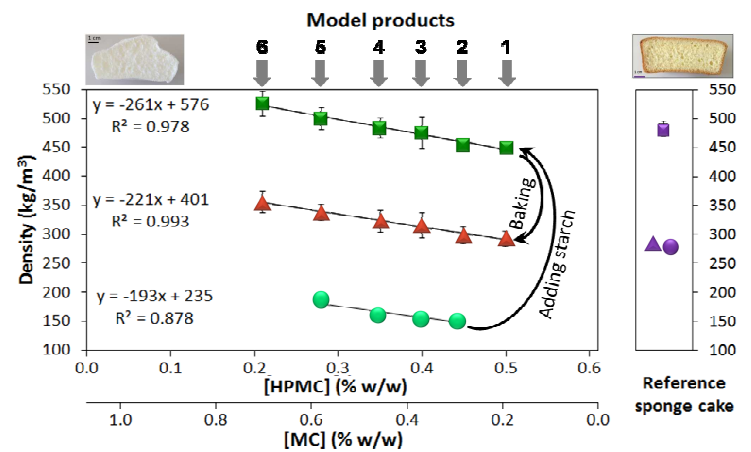 Model products
1 cm
6 5 4 3 2 1
1 cm
550
500
450
400
350
300
250
200
150
100
Density (kg/m³)
y = -261x + 576
R² = 0.978
y = -221x + 401
R² = 0.993
y = -193x + 235
R² = 0.878
Baking
Adding starch
0.0 0.1 0.2 0.3 0.4 0.5 0.6
[HPMC] (% w/w)
1.0 0.8 0.6 0.4 0.2 0.0
[MC] (% w/w)
550
500
450
400
350
300
250
200
150
100
Reference
sponge cake